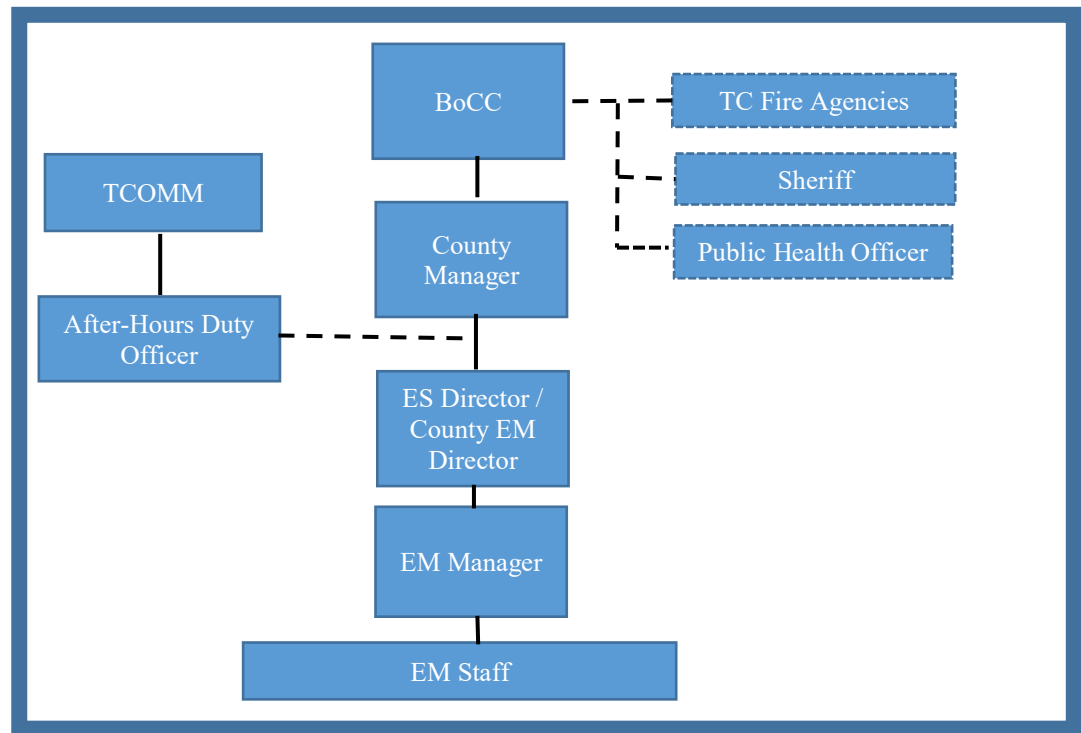 BoCC
TC Fire Agencies
TCOMM
Sheriff
County
Manager
Public Health Officer
After-Hours Duty
Officer
ES Director /
County EM
Director
EM Manager
EM Staff